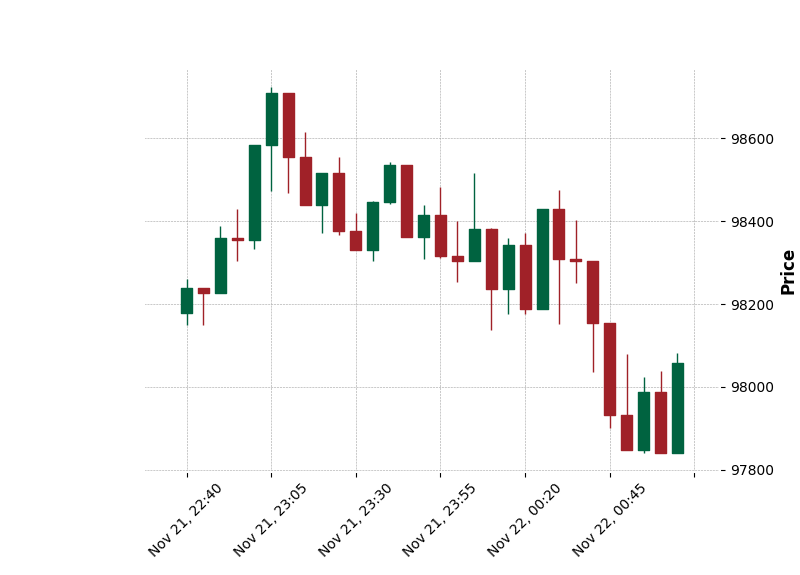 98600
98400
98200
98000
97800
Price
Nov 21, 22:40
Nov 21, 23:05
Nov 21, 23:30
Nov 21, 23:55
Nov 22, 00:20
Nov 22, 00:45